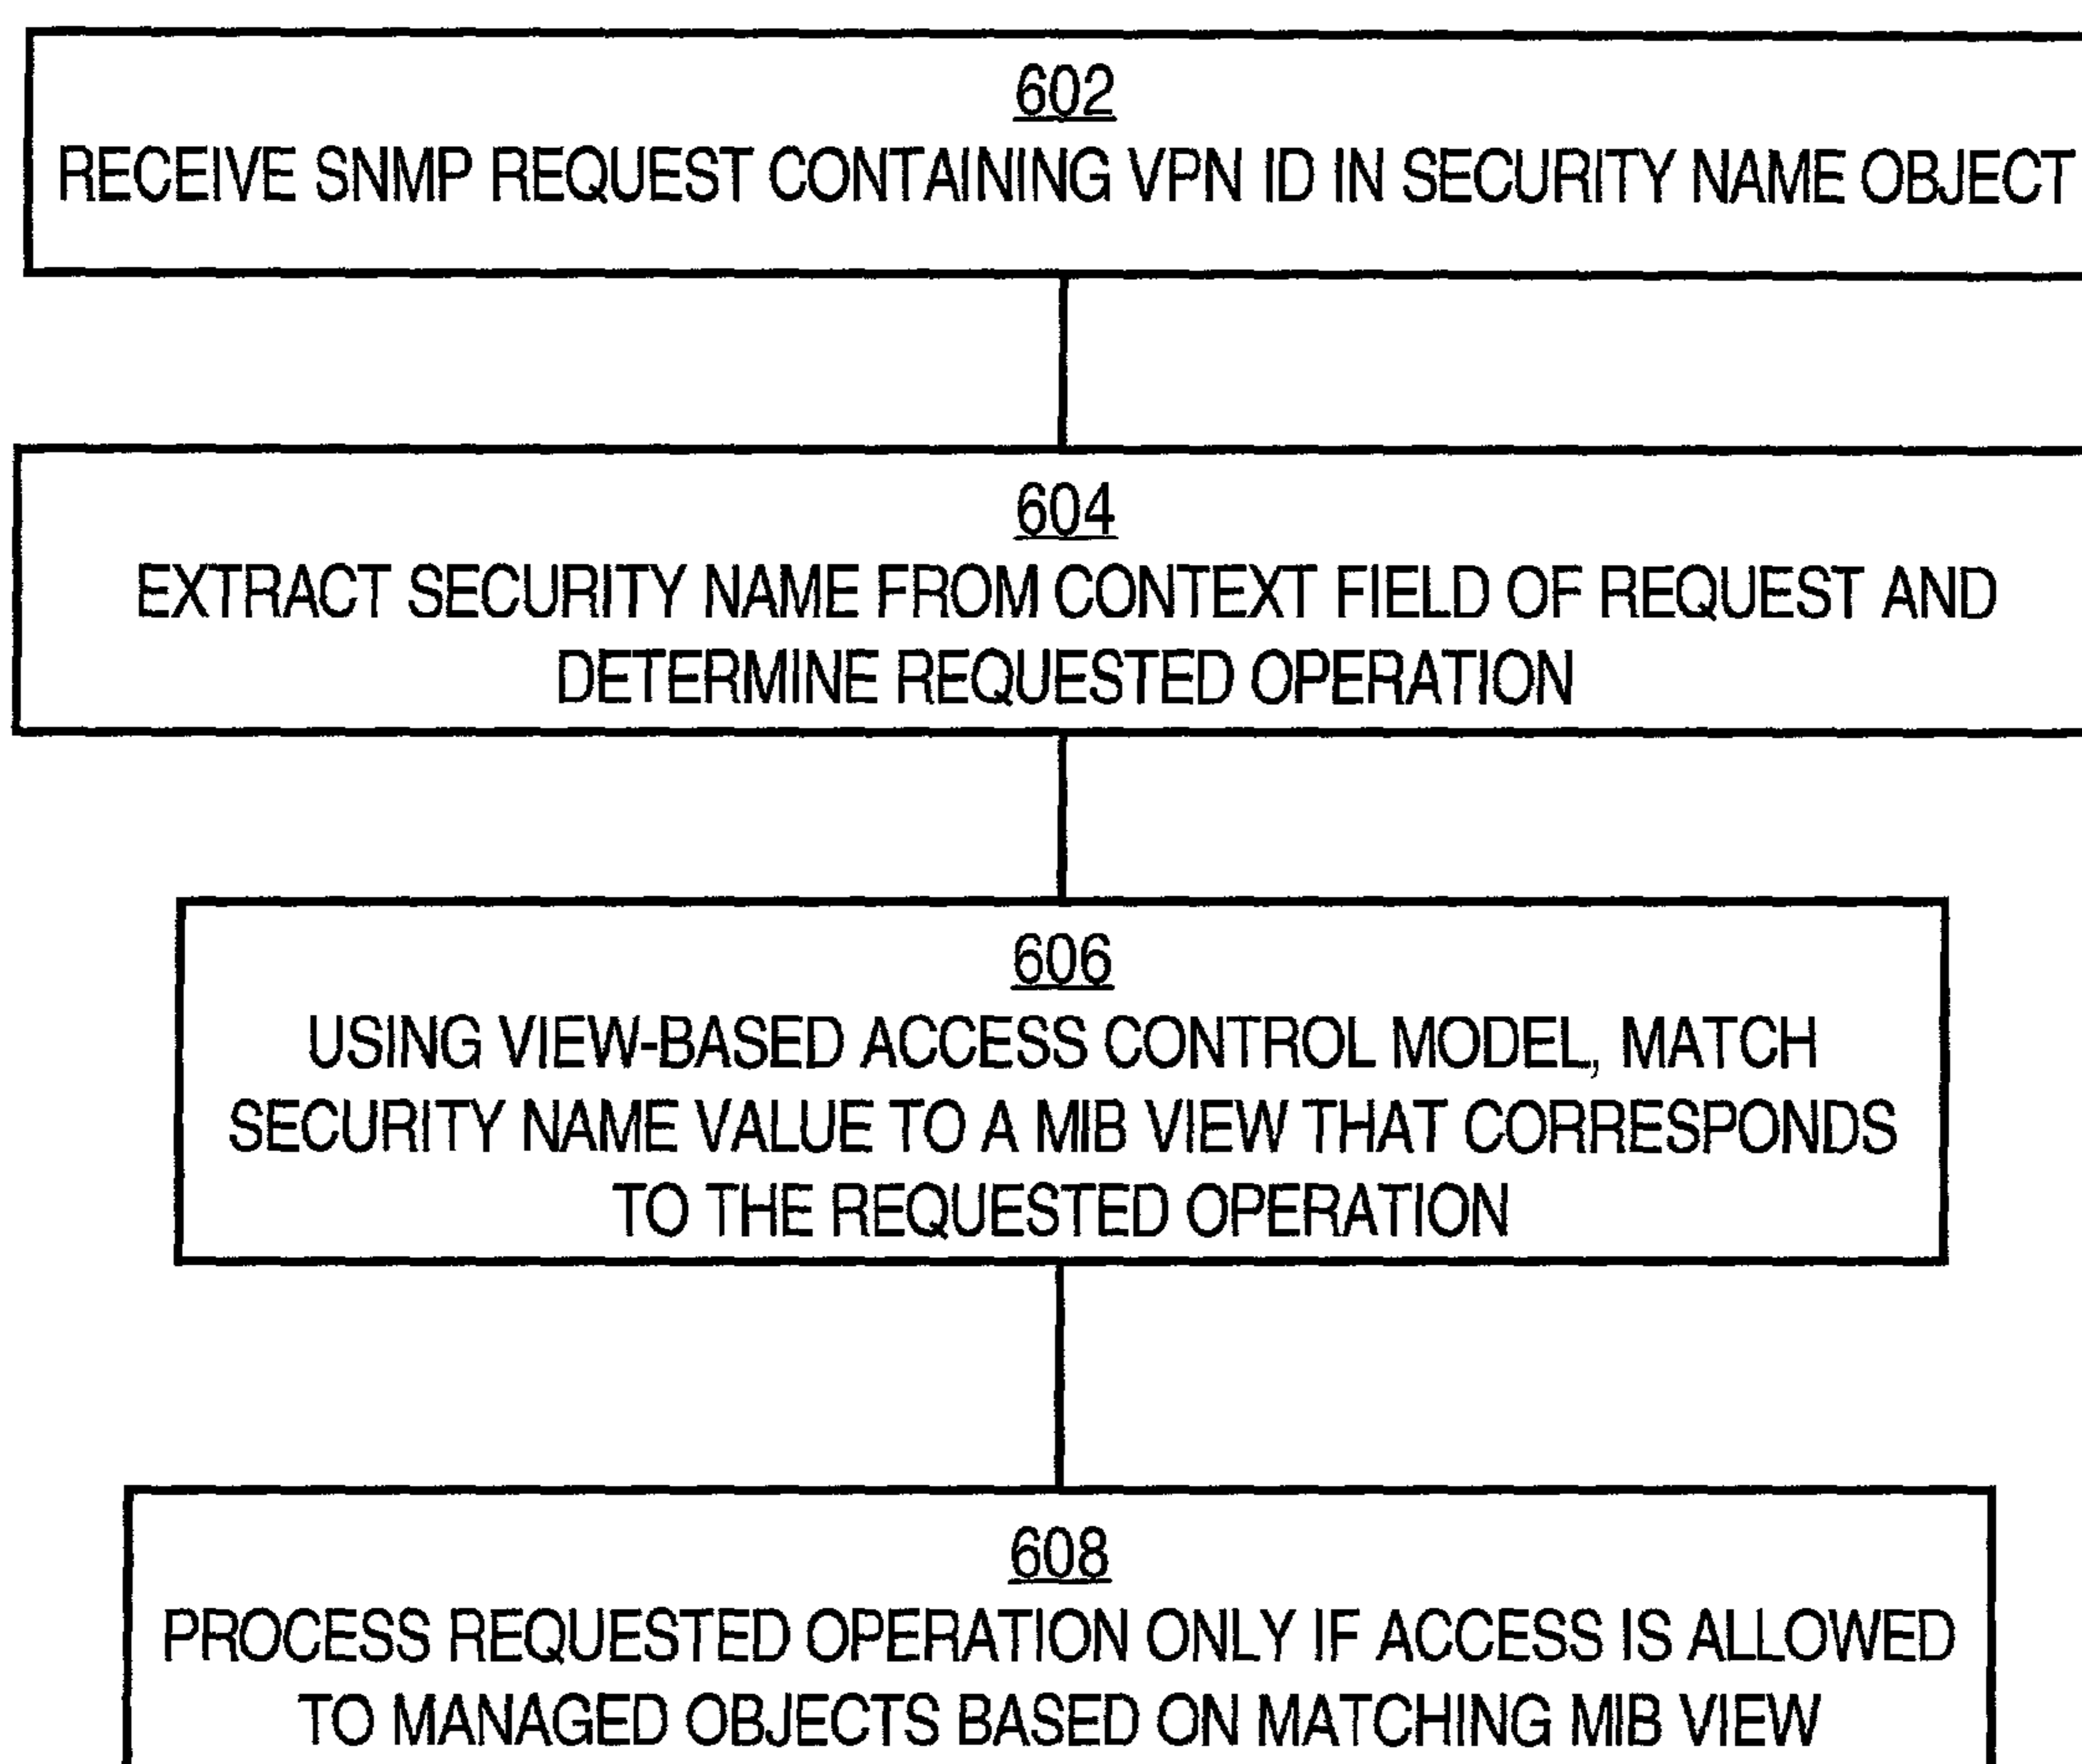 602
RECEIVE SNMP REQUEST CONTAINING VPN ID IN SECURITY NAME OBJECT
604
EXTRACT SECURITY NAME FROM CONTEXT FIELD OF REQUEST AND
DETERMINE REQUESTED OPERATION
606
USING VIEW-BASED ACCESS CONTROL MODEL, MATCH
SECURITY NAME VALUE TO A MIB VIEW THAT CORRESPONDS
TO THE REQUESTED OPERATION
608
PROCESS REQUESTED OPERATION ONLY IF ACCESS IS ALLOWED
TO MANAGED OBJECTS BASED ON MATCHING MIB VIEW